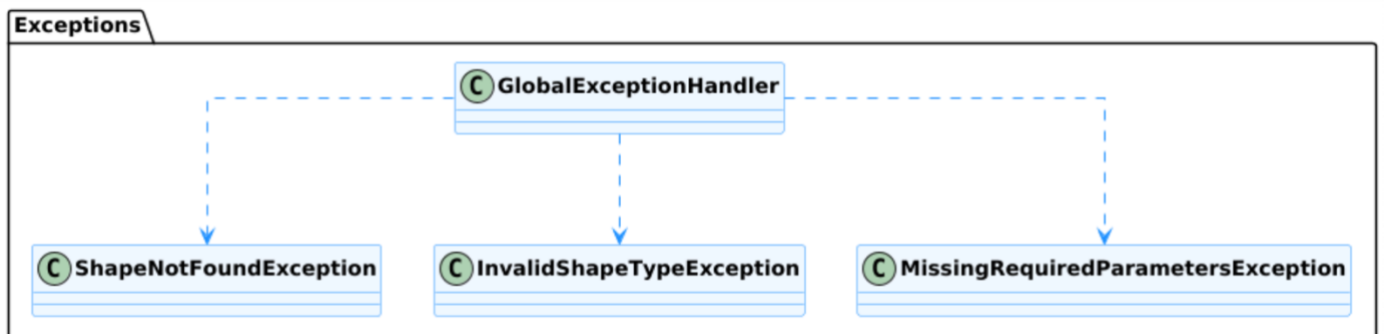 Exceptions
C GlobalExceptionHandler
C ShapeNotFoundException
C InvalidShapeTypeException
C MissingRequiredParametersException